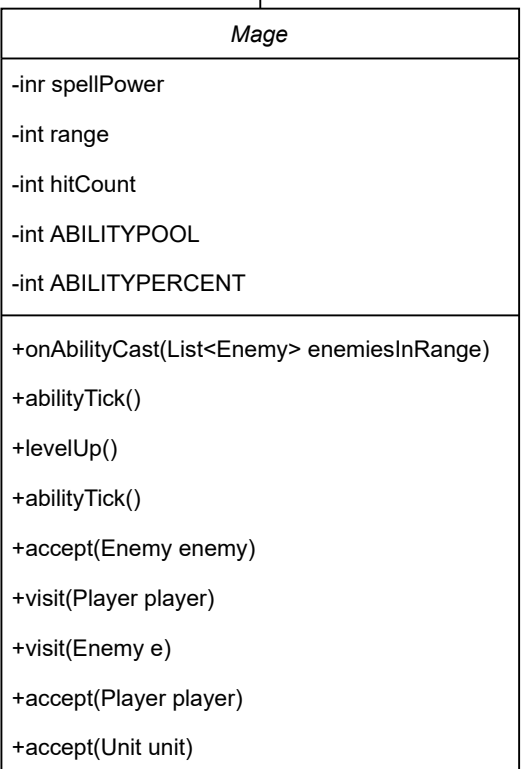 Mage
-inr spellPower
-int range
-int hitCount
-int ABILITYPOOL
-int ABILITYPERCENT
+onAbilityCast(List<Enemy> enemiesInRange)
+abilityTick()
+levelUp()
+abilityTick()
+accept(Enemy enemy)
+visit(Player player)
+visit(Enemy e)
+accept(Player player)
+accept(Unit unit)